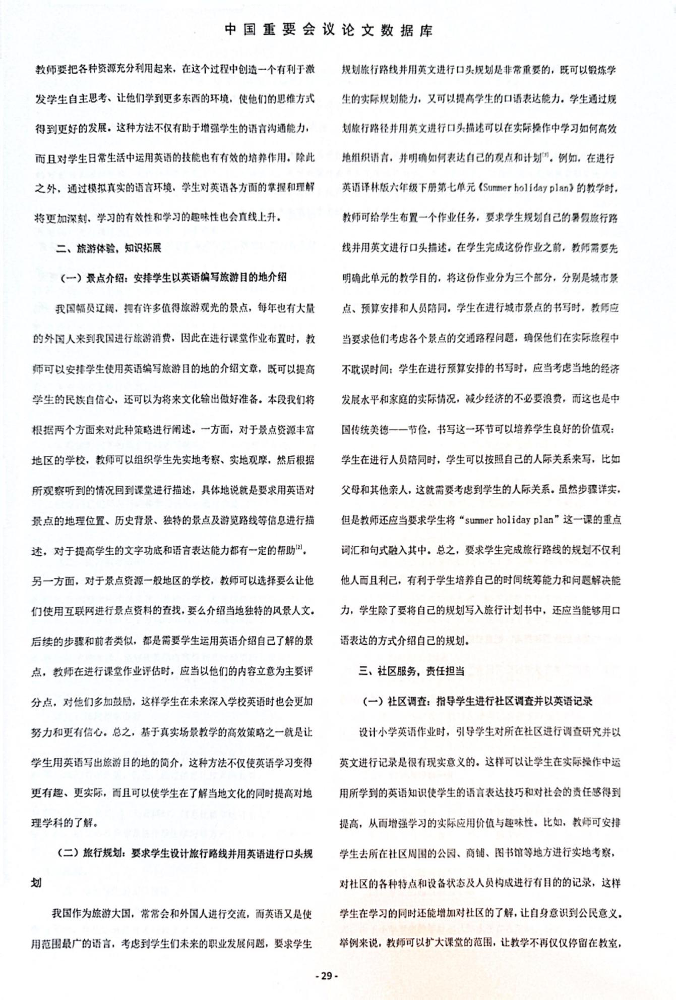 中国重要会议论文数据库
教师要把各种资源充分利用起来，在这个过程中创造一个有利于激
发学生自主思考、让他们学到更多东西的环境，使他们的思维方式
得到更好的发展。这种方法不仅有助于增强学生的语言沟通能力，
而且对学生日常生活中运用英语的技能也有有效的培养作用。除此
之外，通过模拟真实的语言环境，学生对英语各方面的掌握和理解
将更加深刻，学习的有效性和学习的趣味性也会直线上升。
二、旅游体验，知识拓展
（一）景点介绍：安排学生以英语编写旅游目的地介绍
我国幅员辽阔，拥有许多值得旅游观光的景点，每年也有大量
的外国人来到我国进行旅游消费，因此在进行课堂作业布置时，教
师可以安排学生使用英语编写旅游目的地的介绍文章，既可以提高
学生的民族自信心，还可以为将来文化输出做好准备。本段我们将
根据两个方面来对此种策略进行阐述。一方面，对于景点资源丰富
地区的学校，教师可以组织学生先实地考察、实地观摩，然后根据
所观察听到的情况回到课堂进行描述，具体地说就是要求用英语对
景点的地理位置、历史背景、独特的景点及游览路线等信息进行描
述，对于提高学生的文字功底和语言表达能力都有一定的帮助[2]。
另一方面，对于景点资源一般地区的学校，教师可以选择要么让他
们使用互联网进行景点资料的查找，要么介绍当地独特的风景人文。
后续的步骤和前者类似，都是需要学生运用英语介绍自己了解的景
点，教师在进行课堂作业评估时，应当以他们的内容立意为主要评
分点，对他们多加鼓励，这样学生在未来深入学校英语时也会更加
努力和更有信心。总之，基于真实场景教学的高效策略之一就是让
学生用英语写出旅游目的地的简介，这种方法不仅使英语学习变得
更有趣、更实际，而且可以使学生在了解当地文化的同时提高对地
理学科的了解。
（二）旅行规划：要求学生设计旅行路线并用英语进行口头规
划
我国作为旅游大国，常常会和外国人进行交流，而英语又是使
用范围最广的语言，考虑到学生们未来的职业发展问题，要求学生
规划旅行路线并用英文进行口头规划是非常重要的，既可以锻炼学
生的实际规划能力，又可以提高学生的口语表达能力。学生通过规
划旅行路径并用英文进行口头描述可以在实际操作中学习如何高效
地组织语言，并明确如何表达自己的观点和计划[3]。例如，在进行
英语译林版六年级下册第七单元《Summer holiday plan》的教学时，
教师可给学生布置一个作业任务，要求学生规划自己的暑假旅行路
线并用英文进行口头描述。在学生完成这份作业之前，教师需要先
明确此单元的教学目的，将这份作业分为三个部分，分别是城市景
点、预算安排和人员陪同。学生在进行城市景点的书写时，教师应
当要求他们考虑各个景点的交通路程问题，确保他们在实际旅程中
不耽误时间；学生在进行预算安排的书写时，应当考虑当地的经济
发展水平和家庭的实际情况，减少经济的不必要浪费，而这也是中
国传统美德——节俭，书写这一环节可以培养学生良好的价值观；
学生在进行人员陪同时，学生可以按照自己的人际关系来写，比如
父母和其他亲人，这就需要考虑到学生的人际关系。虽然步骤详实，
但是教师还应当要求学生将“summer holiday plan”这一课的重点
词汇和句式融入其中。总之，要求学生完成旅行路线的规划不仅利
他人而且利己，有利于学生培养自己的时间统筹能力和问题解决能
力，学生除了要将自己的规划写入旅行计划书中，还应当能够用口
语表达的方式介绍自己的规划。
三、社区服务，责任担当
（一）社区调查：指导学生进行社区调查并以英语记录
设计小学英语作业时，引导学生对所在社区进行调查研究并以
英文进行记录是很有现实意义的。这样可以让学生在实际操作中运
用所学到的英语知识使学生的语言表达技巧和对社会的责任感得到
提高，从而增强学习的实际应用价值与趣味性。比如，教师可安排
学生去所在社区周围的公园、商铺、图书馆等地方进行实地考察，
对社区的各种特点和设备状态及人员构成进行有目的的记录，这样
学生在学习的同时还能增加对社区的了解，让自身意识到公民意义。
举例来说，教师可以扩大课堂的范围，让教学不再仅仅停留在教室，
- 29 -